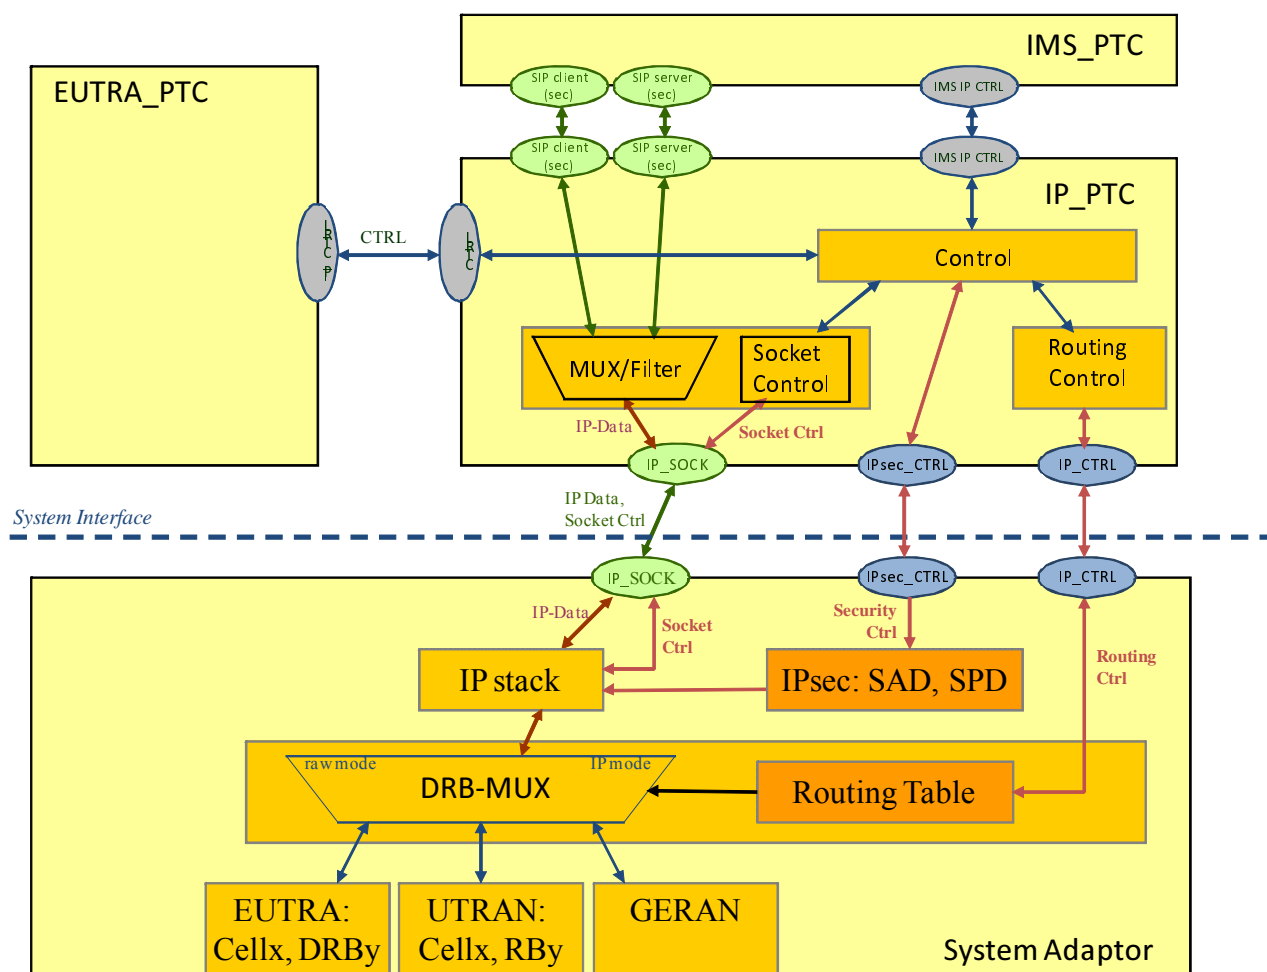 IMS_PTC
EUTRA_PTC
SIP client
(sec)
SIP server
(sec)
IMS IP CTRL
SIP client
(sec)
SIP server
(sec)
IMS IP CTRL
IP_PTC
CTRL
Control
MUX/Filter
Socket
Control
Routing
Control
IP-Data
Socket Ctrl
IP_SOCK
IPsec_CTRL
IP_CTRL
IP Data,
Socket Ctrl
System Interface
IP_SOCK
IPsec_CTRL
IP_CTRL
IP-Data
Socket
Ctrl
Security
Ctrl
Routing
Ctrl
IP stack
IPsec: SAD, SPD
raw mode
IP mode
DRB-MUX
Routing Table
EUTRA:
Cellx, DRBy
UTRAN:
Cellx, RBy
GERAN
System Adaptor